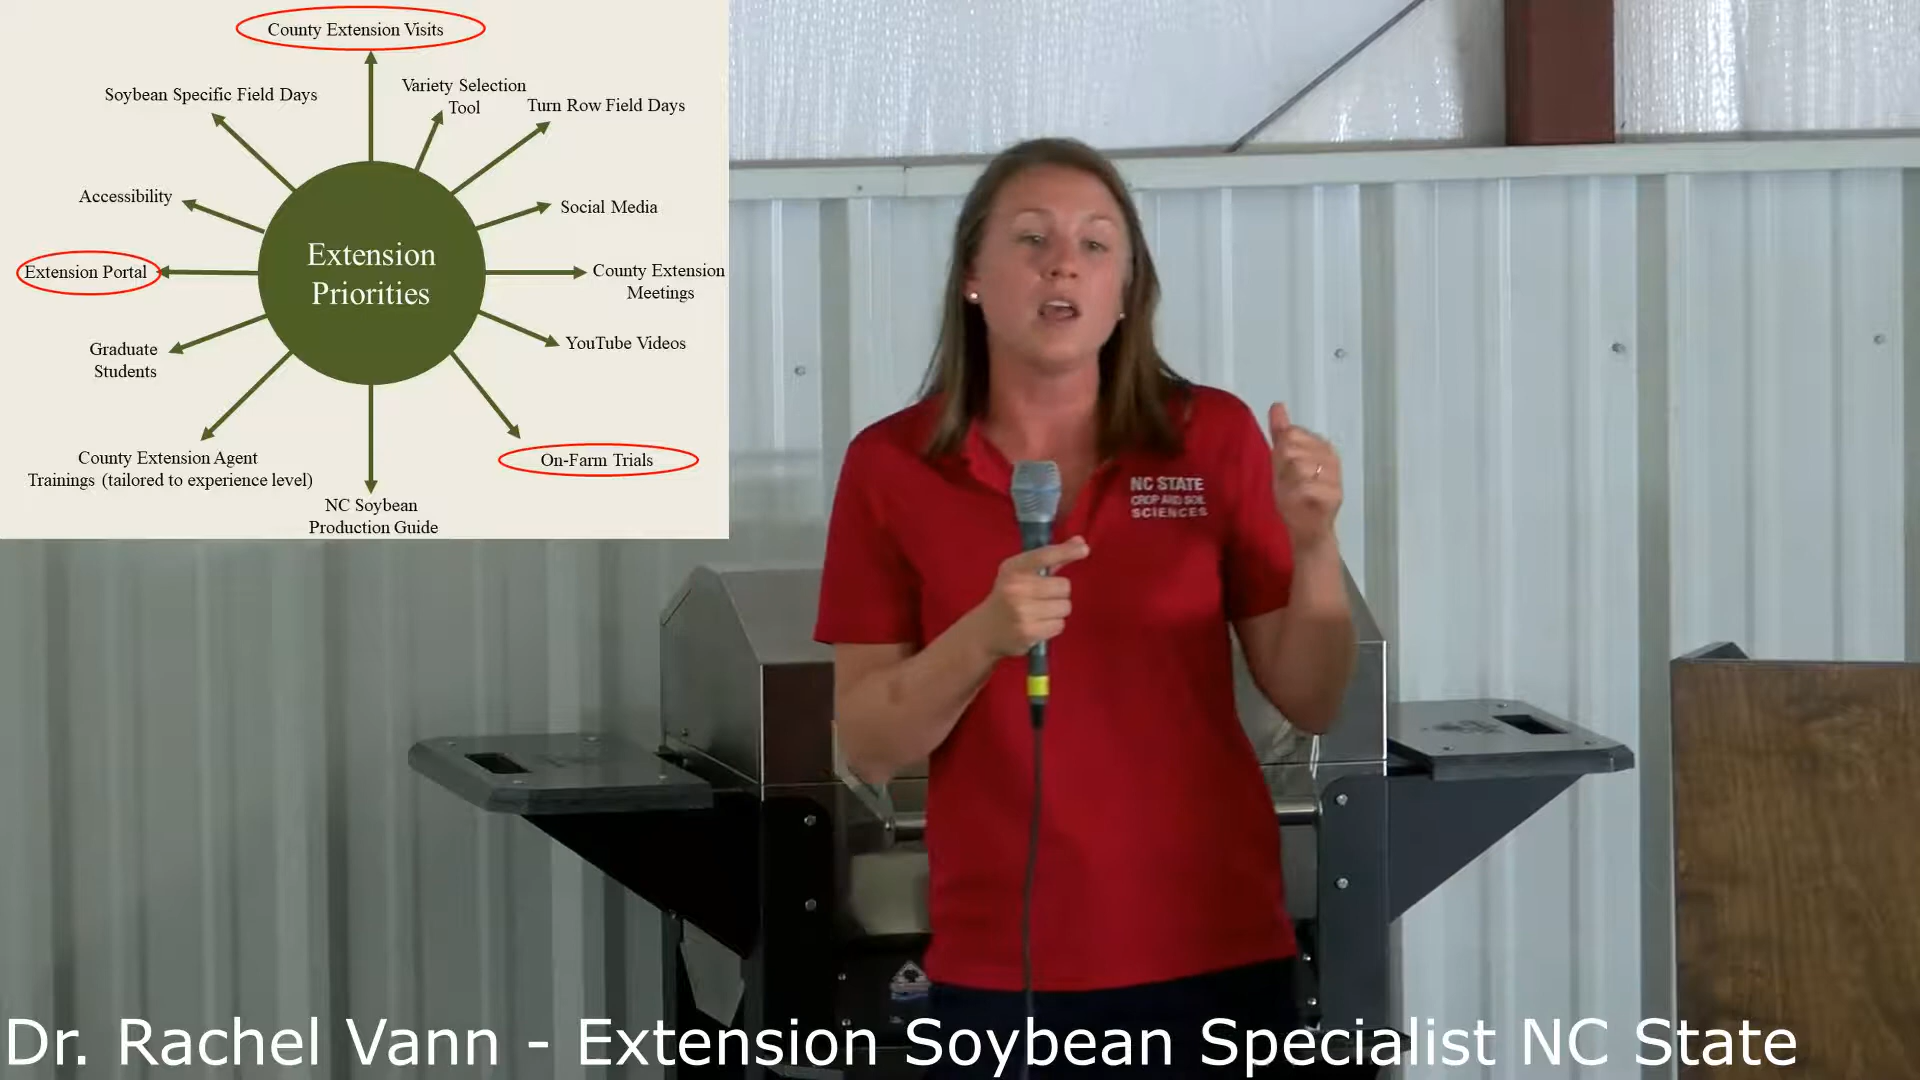 County Extension Visits
Variety Selection
Tool
Soybean Specific Field Days
Turn Row Field Days
Accessibility
Social Media
Extension
Priorities
Extension Portal
County Extension
Meetings
Graduate
Students
YouTube Videos
County Extension Agent
Trainings (tailored to experience level)
On-Farm Trials
NC Soybean
Production Guide
NC STATE
CROP AND SOIL
SCIENCES
Dr. Rachel Vann - Extension Soybean Specialist NC State